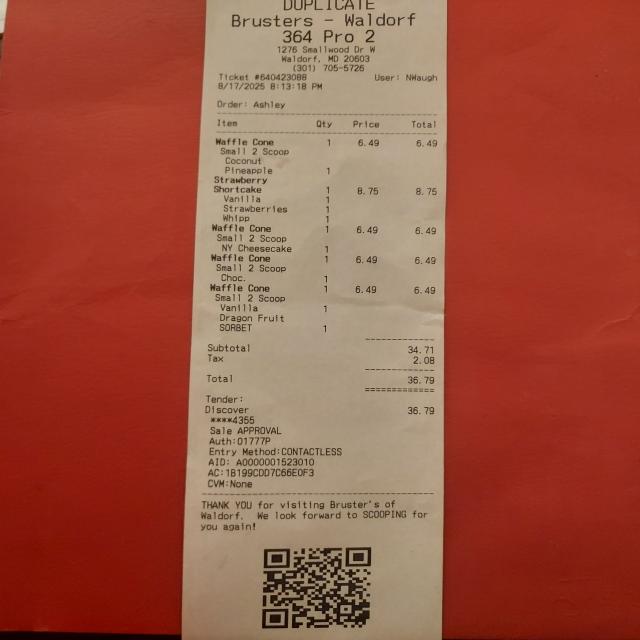 DUPLICATE
Brusters - Waldorf
364 Pro 2
1276 Smallwood Dr W
Waldorf, MD 20603
(301) 705-5726
Ticket #640423088 User: NWaugh
8/17/2025 8:13:18 PM
Order: Ashley
Item Qty Price Total
Waffle Cone 1 6.49 6.49
Small 2 Scoop
Coconut
Pineapple 1
Strawberry
Shortcake 1 8.75 8.75
Vanilla 1
Strawberries 1
Whipp 1
Waffle Cone 1 6.49 6.49
Small 2 Scoop
NY Cheesecake 1
Waffle Cone 1 6.49 6.49
Small 2 Scoop
Choc. 1
Waffle Cone 1 6.49 6.49
Small 2 Scoop
Vanilla 1
Dragon Fruit
SORBET 1
Subtotal 34.71
Tax 2.08
Total 36.79
Tender:
Discover 36.79
****4355
Sale APPROVAL
Auth:01777P
Entry Method:CONTACTLESS
AID: A0000001523010
AC:1B199CDD7C66E0F3
CVM:None
THANK YOU for visiting Bruster's of
Waldorf. We look forward to SCOOPING for
you again!